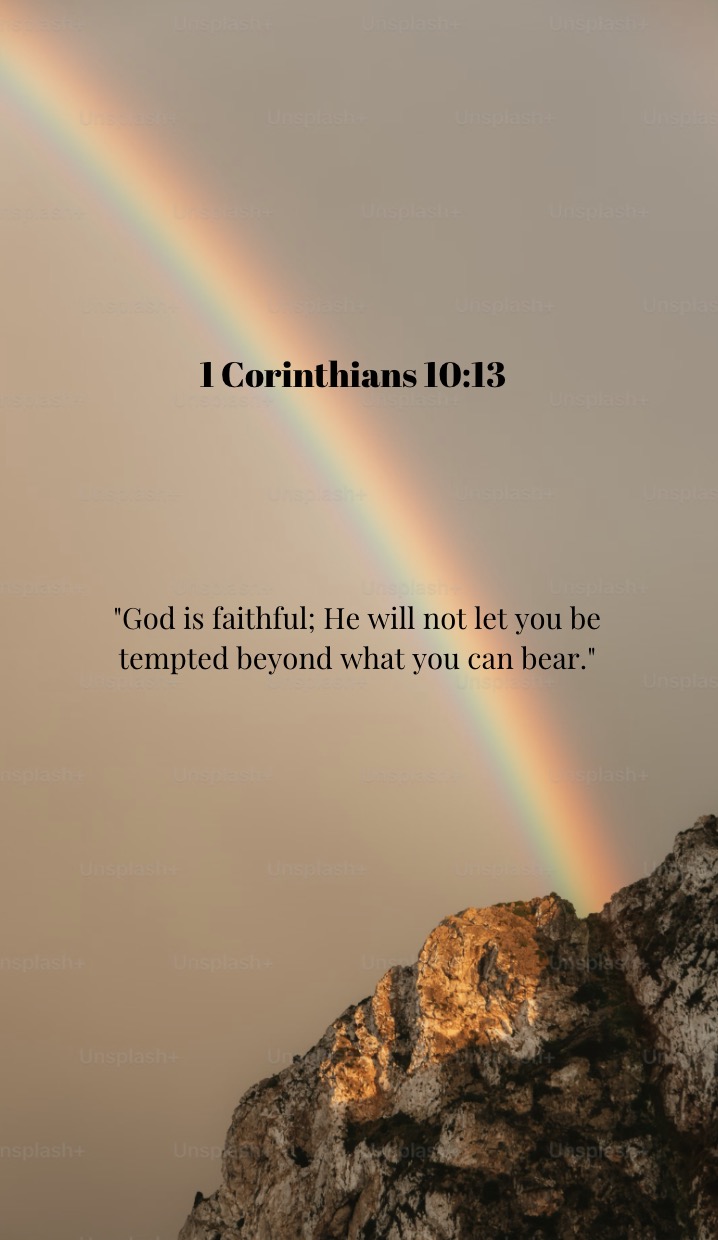 1 Corinthians 10:13
"God is faithful; He will not let you be
tempted beyond what you can bear."
Unsplash+